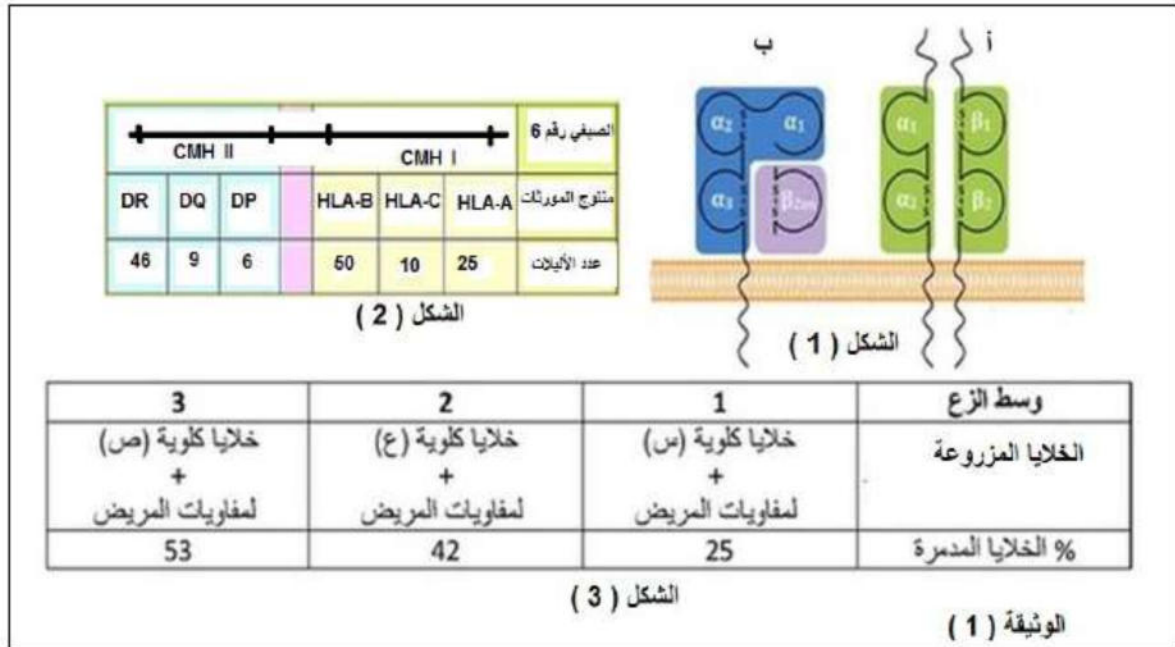 أ
ب
α₂ α₁ α₁ β₁
α₃ β₂ₘ α₂ β₂
الشكل ( 1 )
الصبغي رقم 6 CMH I CMH II
منتوج المورثات HLA-A HLA-C HLA-B DP DQ DR
عدد الأليلات 25 10 50 6 9 46
الشكل ( 2 )
وسط الزع 1 2 3
الخلايا المزروعة خلايا كلوية (س) خلايا كلوية (ع) خلايا كلوية (ص)
+ + +
لمفاويات المريض لمفاويات المريض لمفاويات المريض
% الخلايا المدمرة 25 42 53
الشكل ( 3 )
الوثيقة ( 1 )